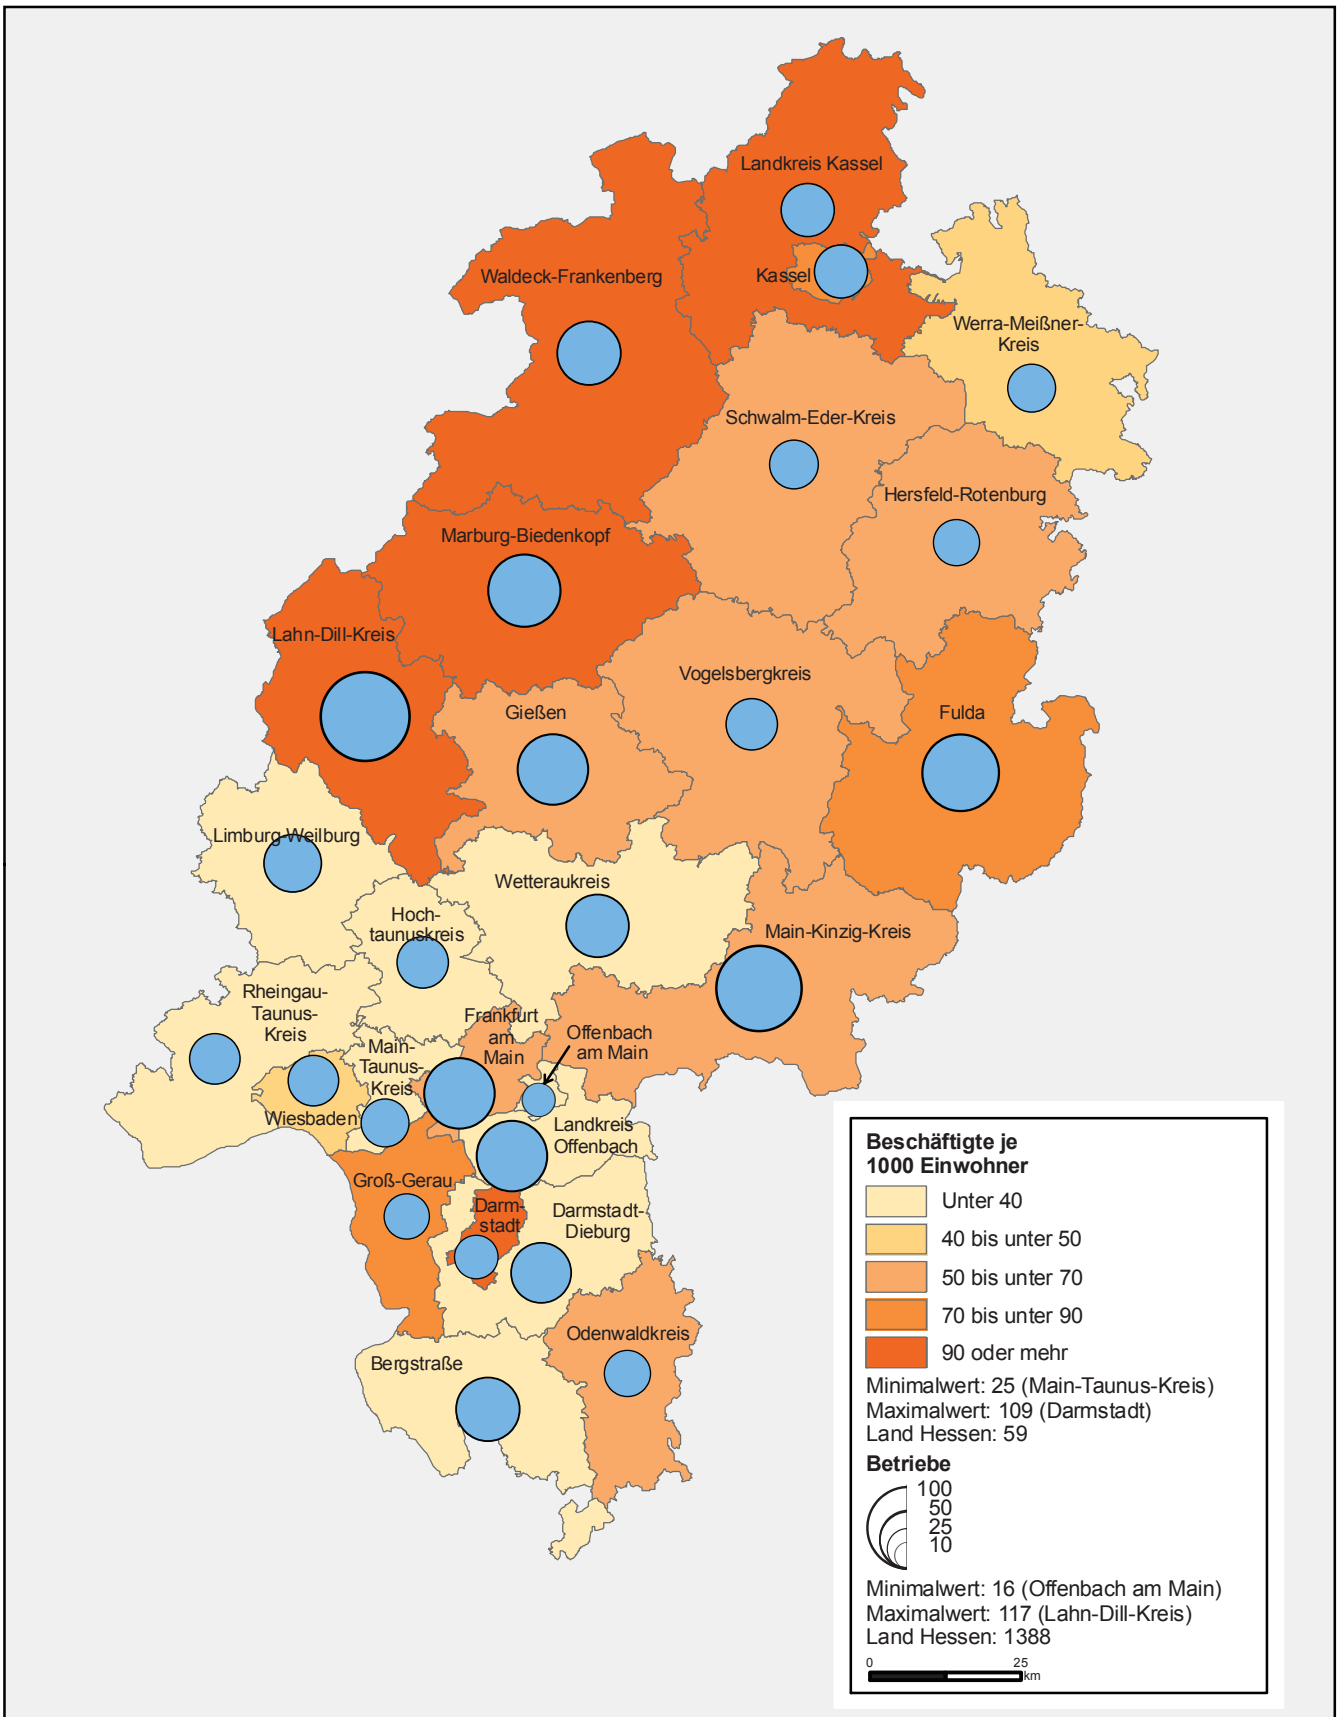 Landkreis Kassel
Kassel
Waldeck-Frankenberg
Werra-Meißner-
Kreis
Schwalm-Eder-Kreis
Hersfeld-Rotenburg
Marburg-Biedenkopf
Lahn-Dill-Kreis
Vogelsbergkreis
Gießen
Fulda
Limburg-Weilburg
Wetteraukreis
Hoch-
taunuskreis
Main-Kinzig-Kreis
Rheingau-
Taunus-
Kreis
Frankfurt
am
Main
Offenbach
am Main
Main-
Taunus-
Kreis
Wiesbaden
Landkreis
Offenbach
Groß-Gerau
Darm-
stadt
Darmstadt-
Dieburg
Odenwaldkreis
Bergstraße
Beschäftigte je
1000 Einwohner
Unter 40
40 bis unter 50
50 bis unter 70
70 bis unter 90
90 oder mehr
Minimalwert: 25 (Main-Taunus-Kreis)
Maximalwert: 109 (Darmstadt)
Land Hessen: 59
Betriebe
100
50
25
10
Minimalwert: 16 (Offenbach am Main)
Maximalwert: 117 (Lahn-Dill-Kreis)
Land Hessen: 1388
0 25
km